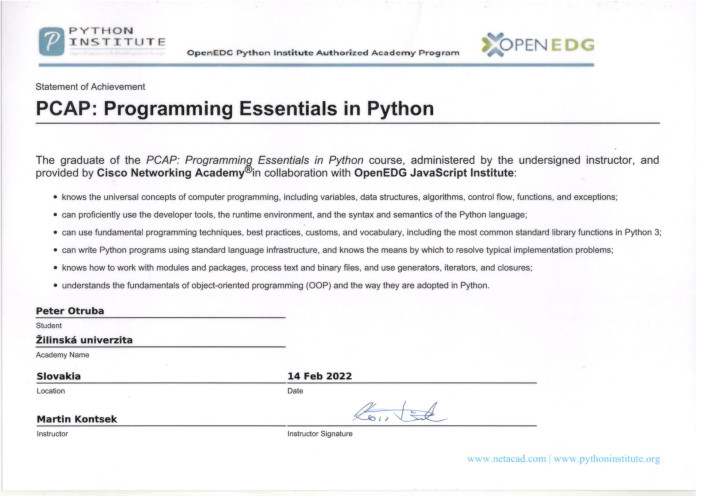 PYTHON
INSTITUTE
OpenEDG Python Institute Authorized Academy Program
OPENEDG
Statement of Achievement
PCAP: Programming Essentials in Python
The graduate of the PCAP: Programming Essentials in Python course, administered by the undersigned instructor, and
provided by Cisco Networking Academy®in collaboration with OpenEDG JavaScript Institute:
• knows the universal concepts of computer programming, including variables, data structures, algorithms, control flow, functions, and exceptions;
• can proficiently use the developer tools, the runtime environment, and the syntax and semantics of the Python language;
• can use fundamental programming techniques, best practices, customs, and vocabulary, including the most common standard library functions in Python 3;
• can write Python programs using standard language infrastructure, and knows the means by which to resolve typical implementation problems;
• knows how to work with modules and packages, process text and binary files, and use generators, iterators, and closures;
• understands the fundamentals of object-oriented programming (OOP) and the way they are adopted in Python.
Peter Otruba
Student
Žilinská univerzita
Academy Name
Slovakia
Location
14 Feb 2022
Date
Martin Kontsek
Instructor
Instructor Signature
www.netacad.com | www.pythoninstitute.org